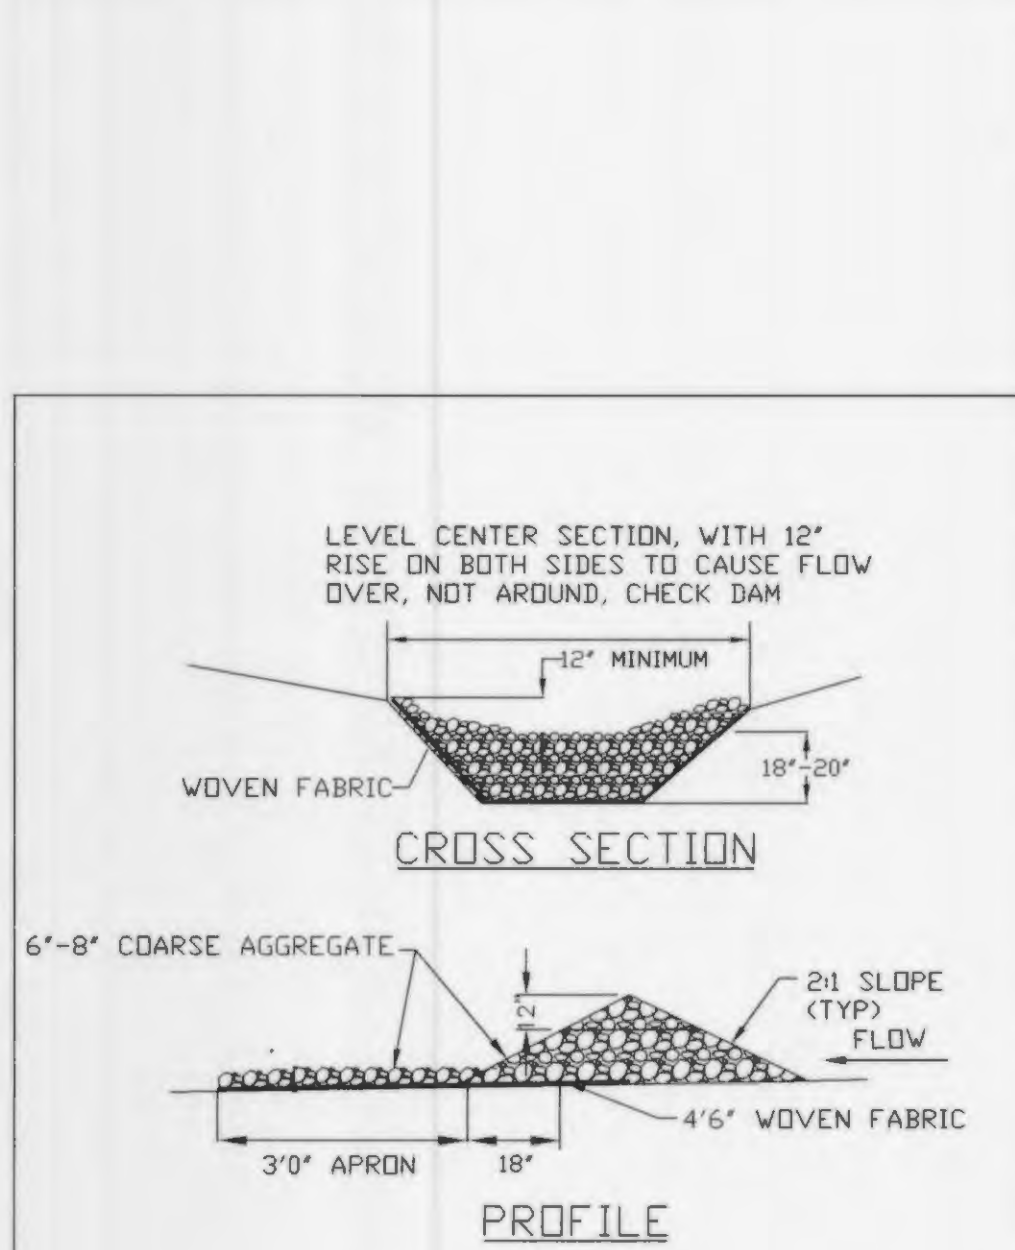 LEVEL CENTER SECTION, WITH 12"
RISE ON BOTH SIDES TO CAUSE FLOW
OVER, NOT AROUND, CHECK DAM
12" MINIMUM
18"-20"
WOVEN FABRIC
CROSS SECTION
6"-8" COARSE AGGREGATE
12"
2:1 SLOPE
(TYP)
FLOW
4'6" WOVEN FABRIC
3'0" APRON
18"
PROFILE